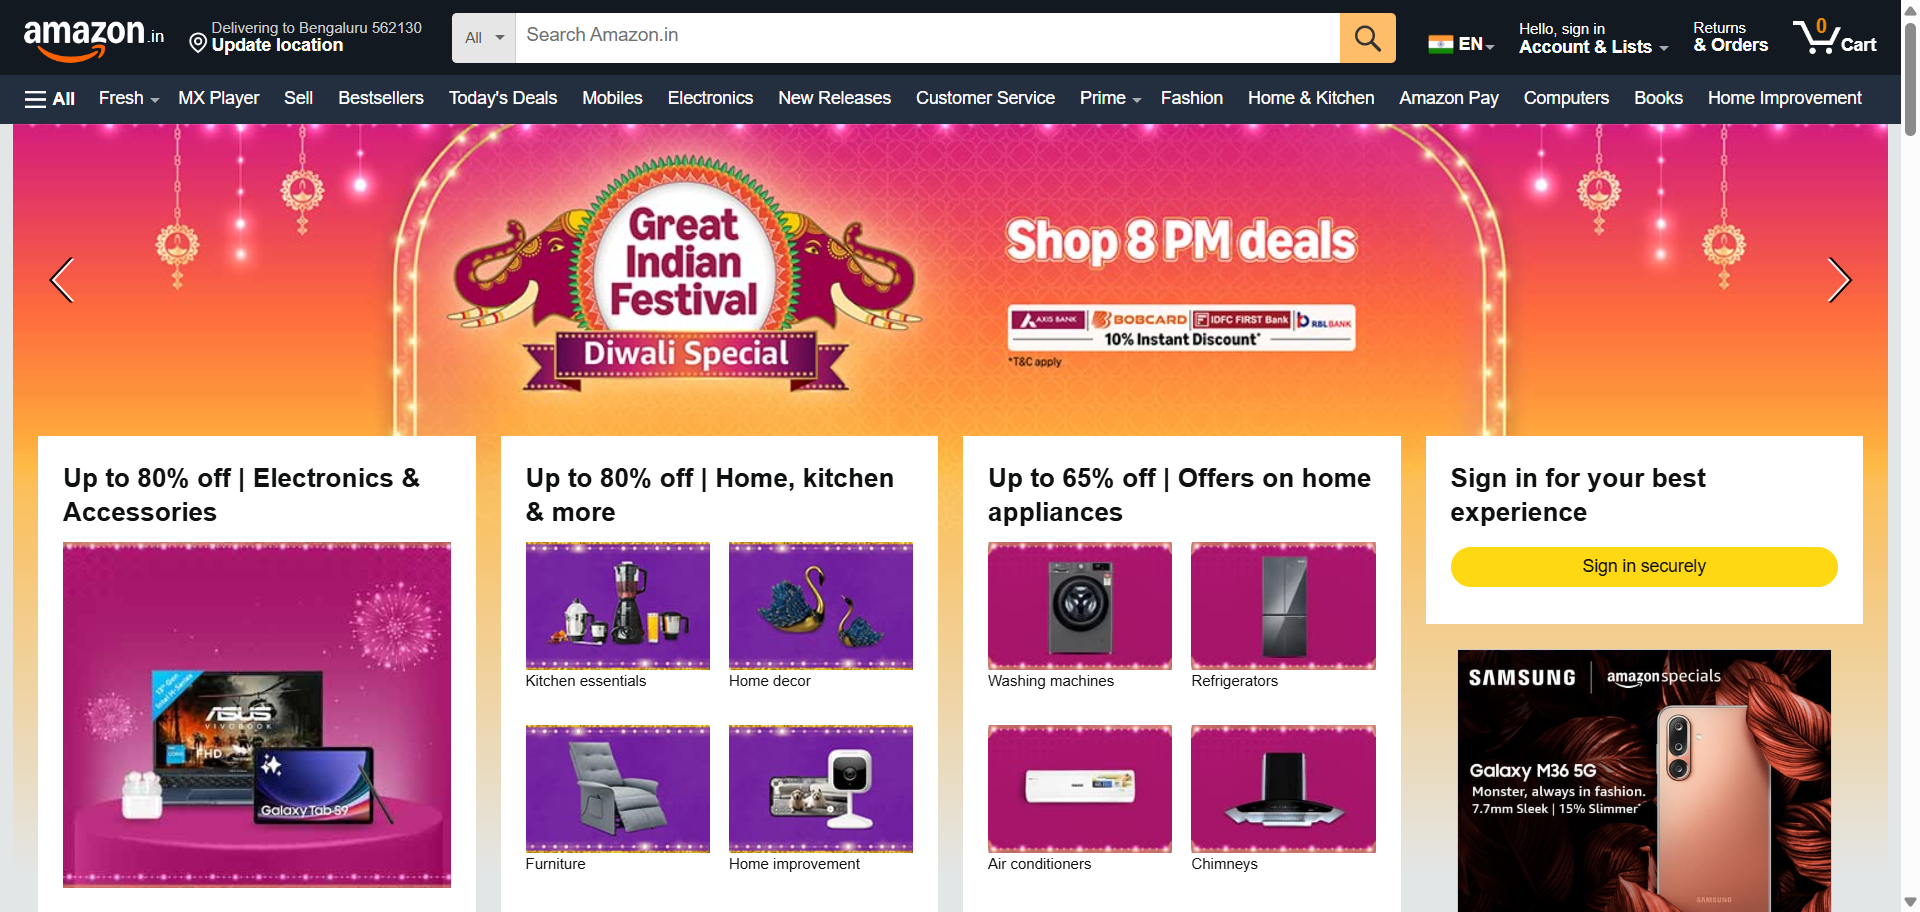 amazon.in
Delivering to Bengaluru 562130
Update location
All
Search Amazon.in
EN
Hello, sign in
Account & Lists
Returns
& Orders
0
Cart
All
Fresh
MX Player
Sell
Bestsellers
Today's Deals
Mobiles
Electronics
New Releases
Customer Service
Prime
Fashion
Home & Kitchen
Amazon Pay
Computers
Books
Home Improvement
Great
Indian
Festival
Diwali Special
Shop 8 PM deals
AXIS BANK
BOBCARD
IDFC FIRST Bank
RBL BANK
10% Instant Discount*
*T&C apply
Up to 80% off | Electronics &
Accessories
13th Gen
Intel H-Series
ASUS
VIVOBOOK
FHD
Galaxy Tab S9
Up to 80% off | Home, kitchen
& more
Kitchen essentials
Home decor
Furniture
Home improvement
Up to 65% off | Offers on home
appliances
Washing machines
Refrigerators
Air conditioners
Chimneys
Sign in for your best
experience
Sign in securely
SAMSUNG
amazonspecials
Galaxy M36 5G
Monster, always in fashion.
7.7mm Sleek | 15% Slimmer*
SAMSUNG